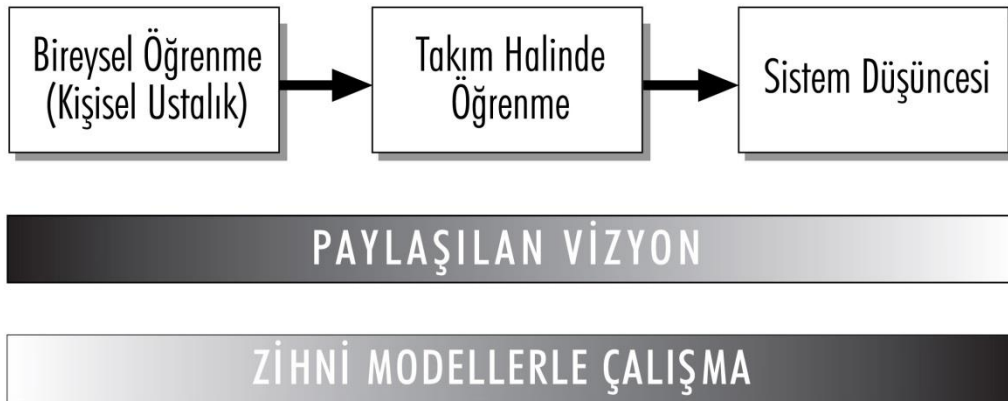 Bireysel Öğrenme
(Kişisel Ustalık)
Takım Halinde
Öğrenme
Sistem Düşüncesi
PAYLAŞILAN VİZYON
ZİHNİ MODELLERLE ÇALIŞMA